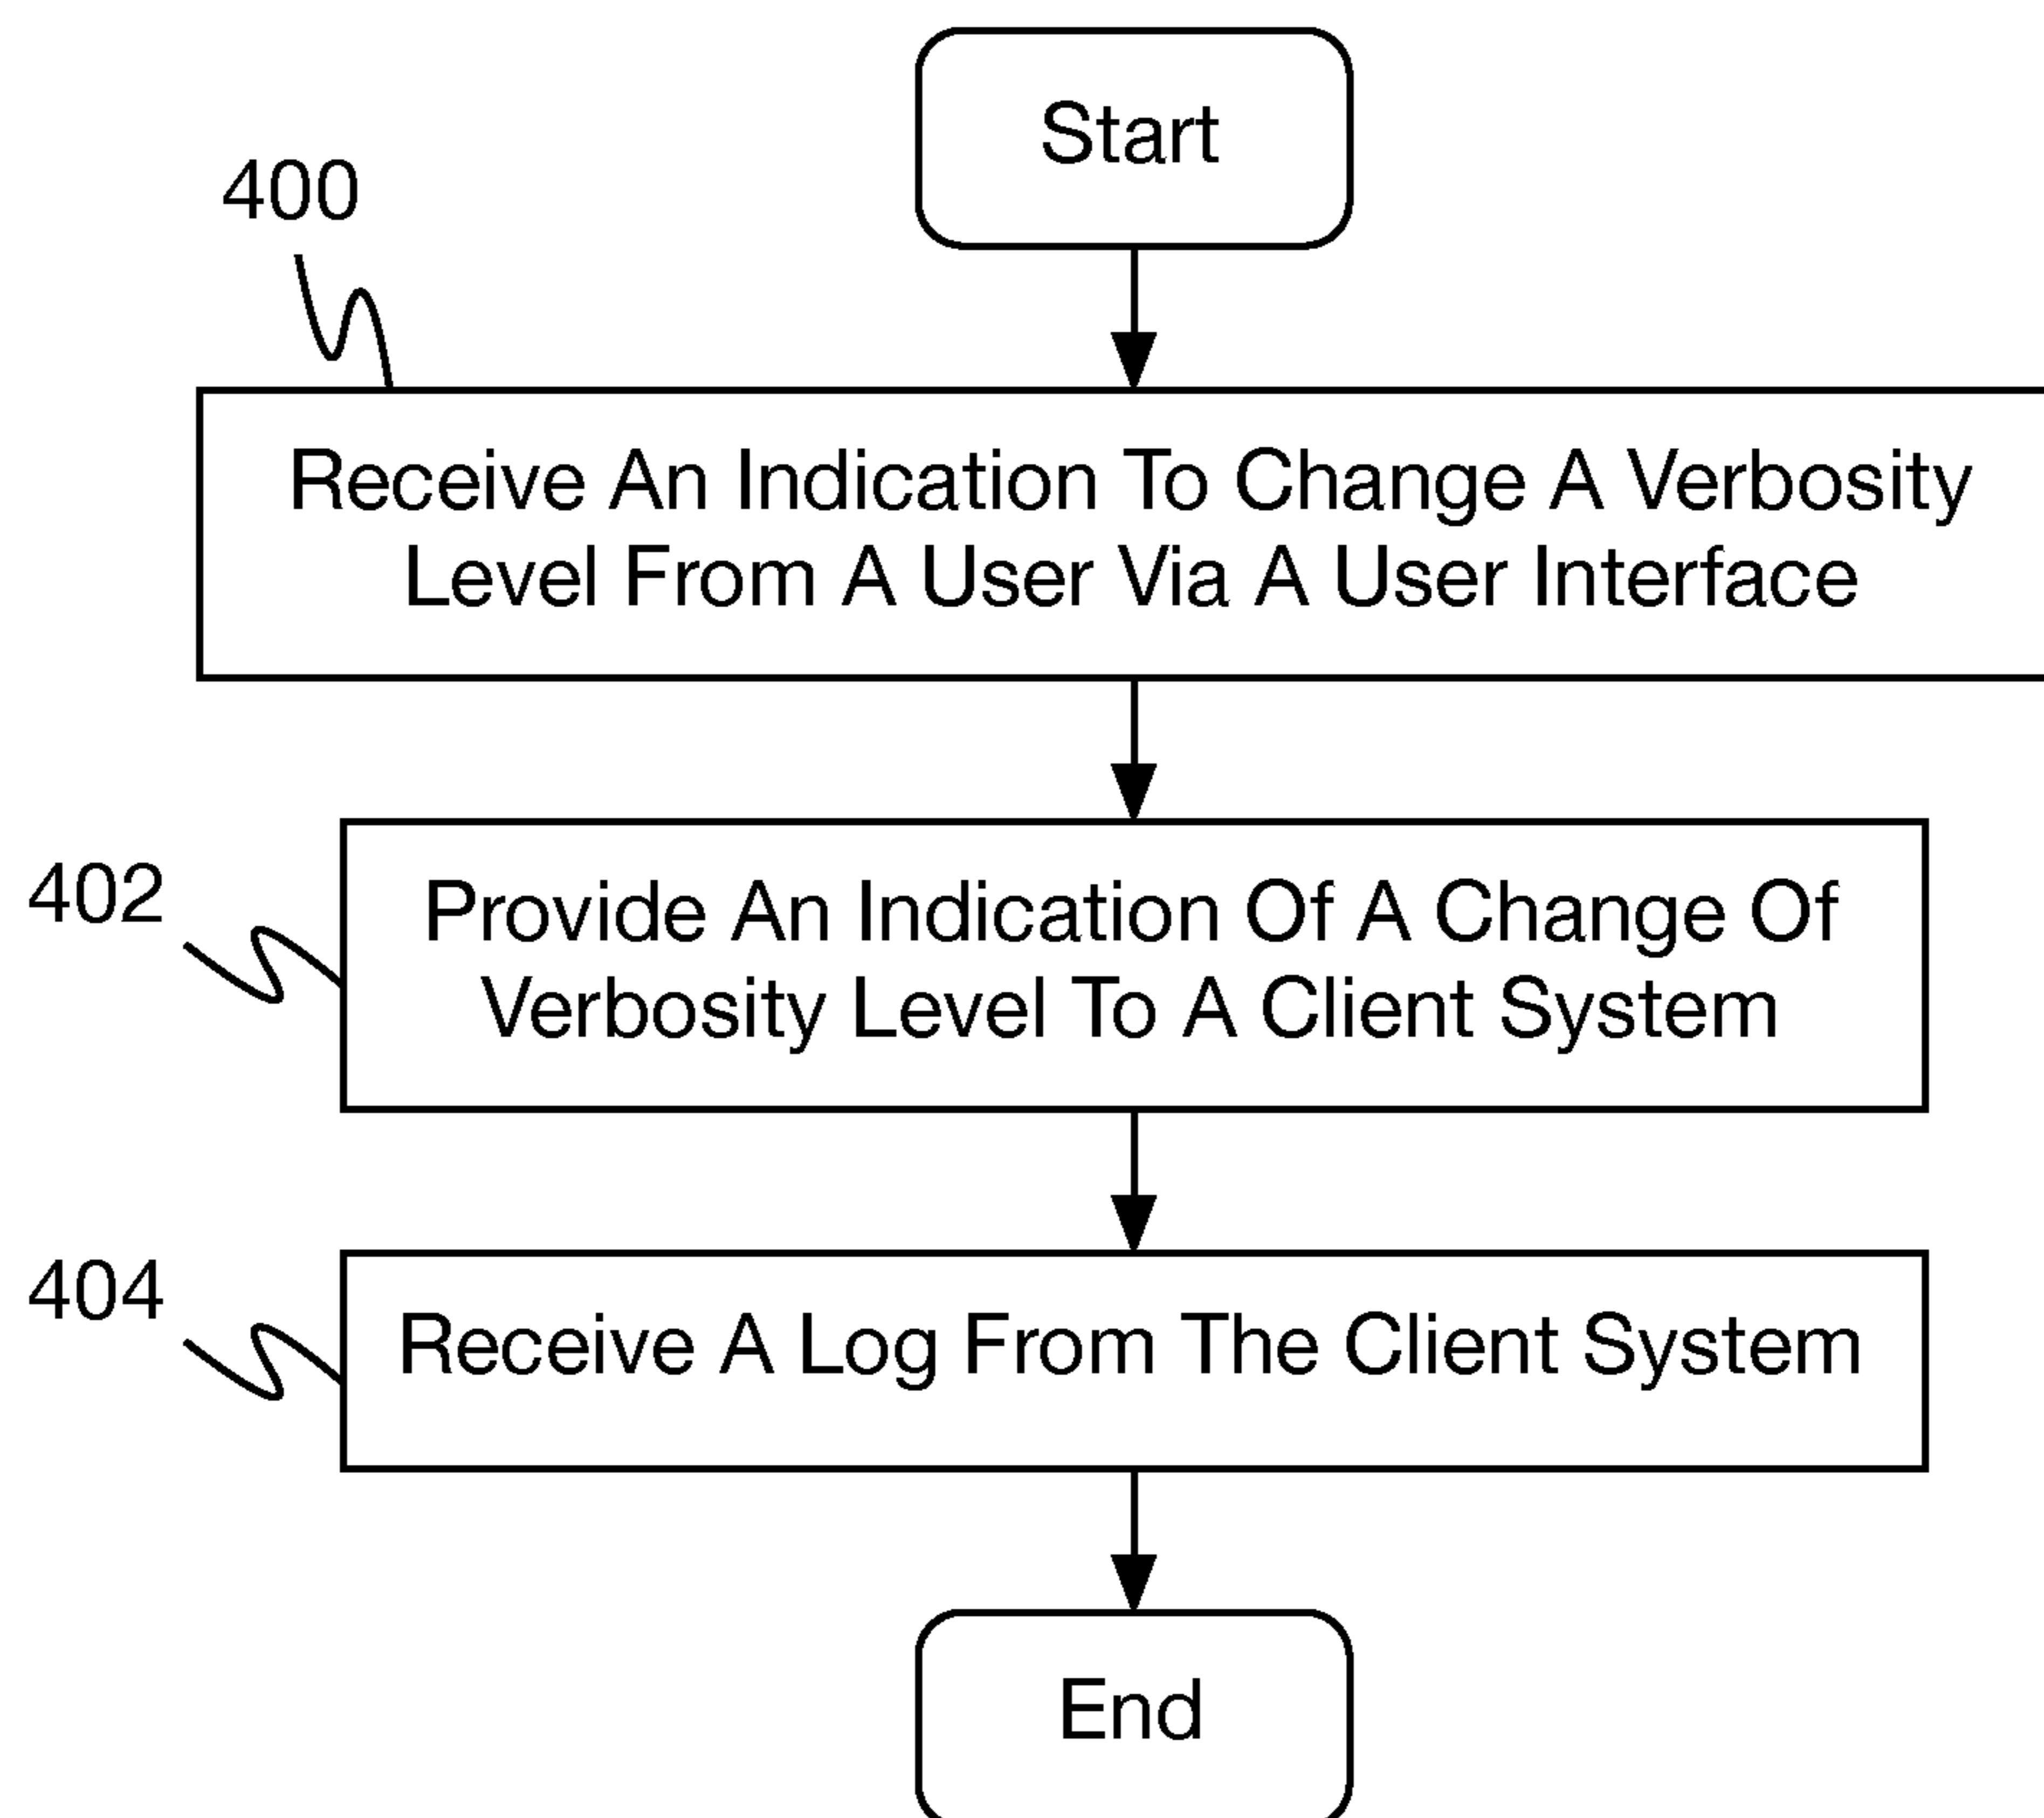 Start
400
Receive An Indication To Change A Verbosity
Level From A User Via A User Interface
402
Provide An Indication Of A Change Of
Verbosity Level To A Client System
404
Receive A Log From The Client System
End